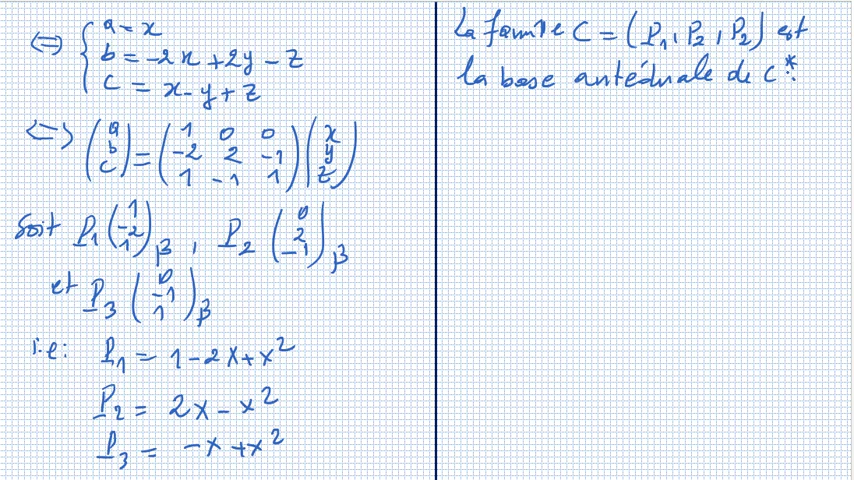 ⟺ { a = x
b = -2x + 2y - z
c = x - y + z
⟺ (a b c) = (1 0 0
-2 2 -1
1 -1 1) (x y z)
Soit P₁ (1 -2 1)β , P₂ (0 2 -1)β
et P₃ (0 -1 1)β
i.e: P₁ = 1 - 2X + X²
P₂ = 2X - X²
P₃ = -X + X²
La famille C = (P₁, P₂, P₂) est
la base antéduale de C*.